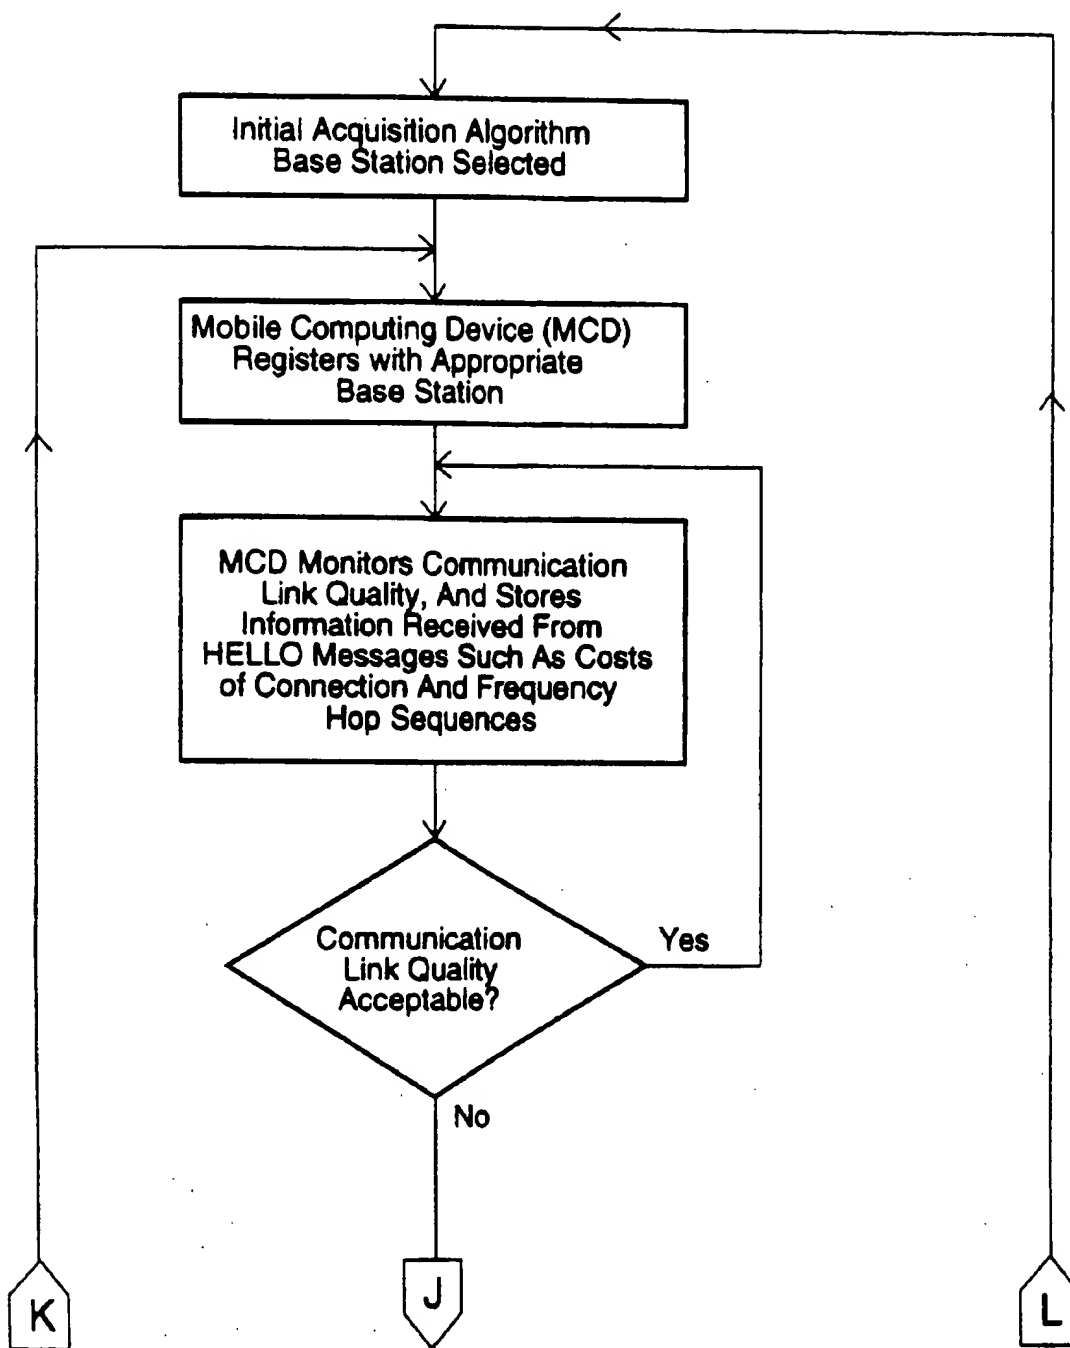 Initial Acquisition Algorithm
Base Station Selected
Mobile Computing Device (MCD)
Registers with Appropriate
Base Station
MCD Monitors Communication
Link Quality, And Stores
Information Received From
HELLO Messages Such As Costs
of Connection And Frequency
Hop Sequences
Communication
Link Quality
Acceptable?
Yes
No
K
J
L